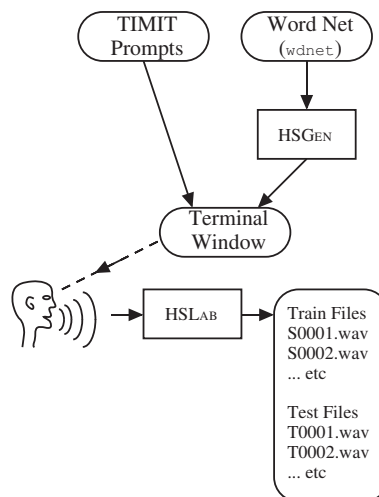 TIMIT
Prompts
Word Net
(wdnet)
HSGEN
Terminal
Window
HSLAB
Train Files
S0001.wav
S0002.wav
... etc
Test Files
T0001.wav
T0002.wav
... etc